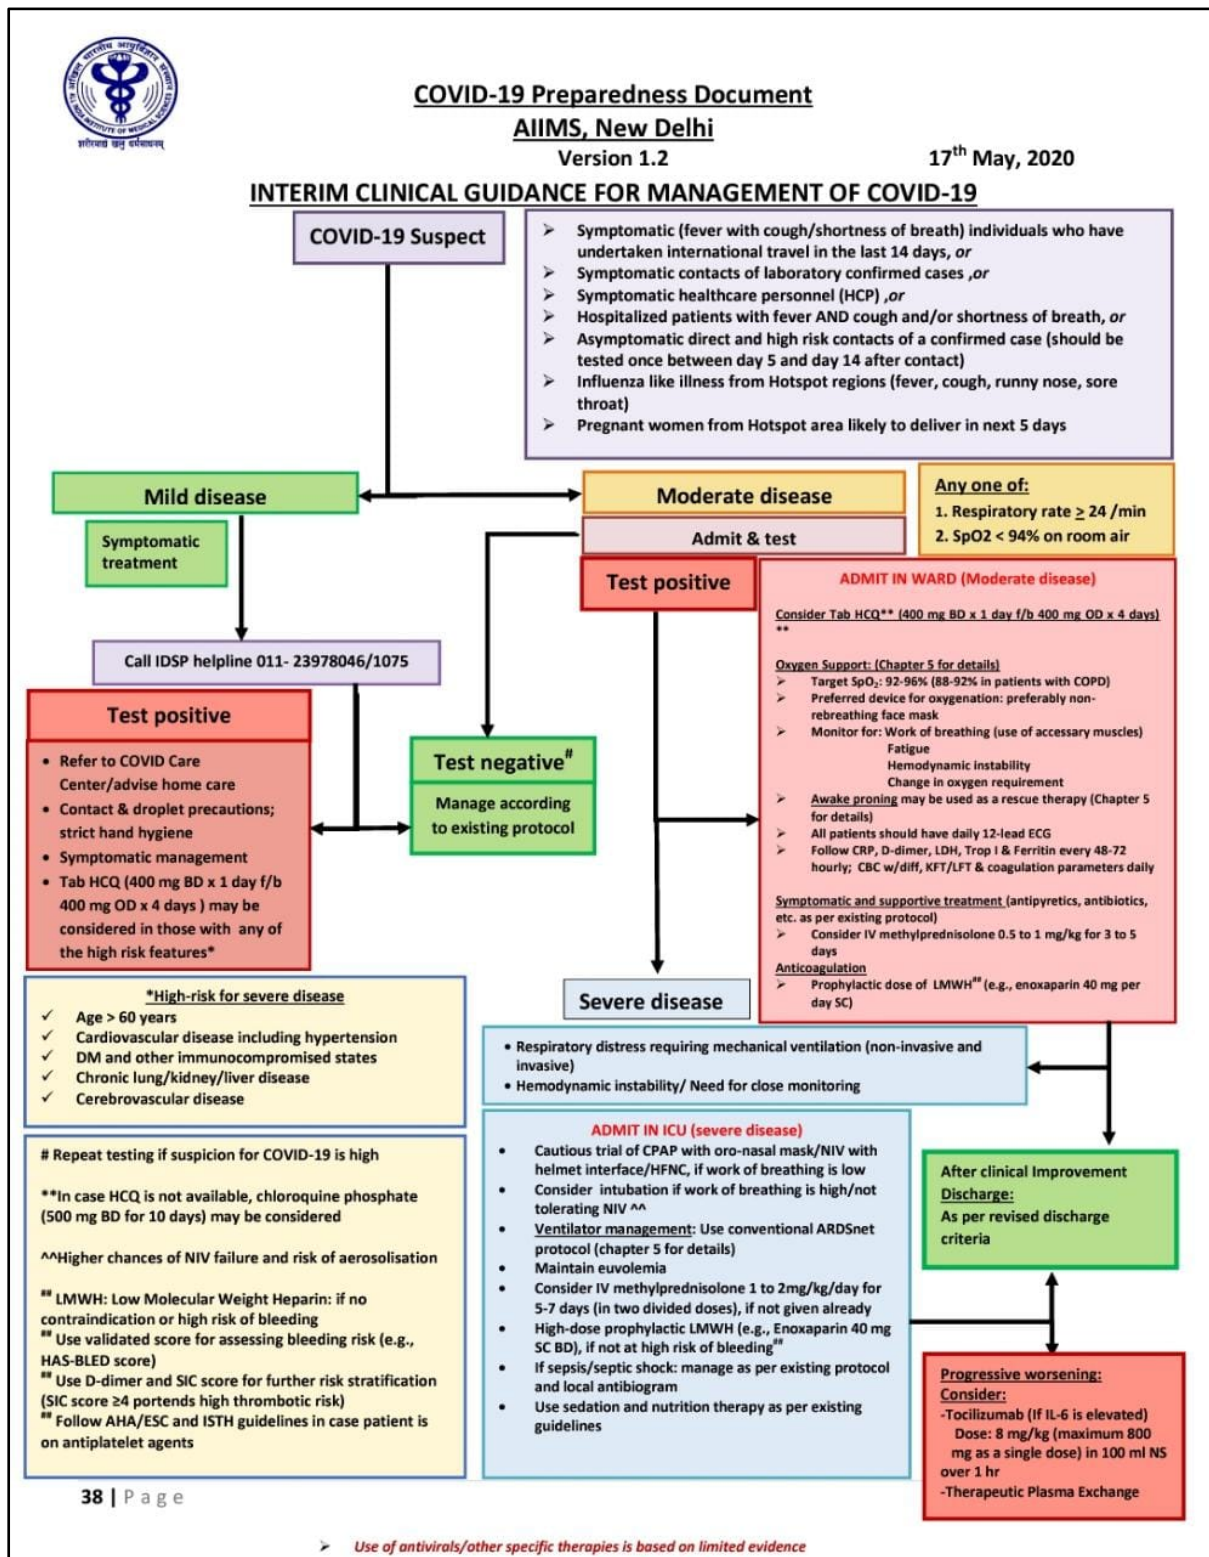 अखिल भारतीय आयुर्विज्ञान संस्थान
ALL INDIA INSTITUTE OF MEDICAL SCIENCES
शरीरमाद्यं खलु धर्मसाधनम्
COVID-19 Preparedness Document
AIIMS, New Delhi
Version 1.2
17th May, 2020
INTERIM CLINICAL GUIDANCE FOR MANAGEMENT OF COVID-19
COVID-19 Suspect
➢ Symptomatic (fever with cough/shortness of breath) individuals who have
undertaken international travel in the last 14 days, or
➢ Symptomatic contacts of laboratory confirmed cases ,or
➢ Symptomatic healthcare personnel (HCP) ,or
➢ Hospitalized patients with fever AND cough and/or shortness of breath, or
➢ Asymptomatic direct and high risk contacts of a confirmed case (should be
tested once between day 5 and day 14 after contact)
➢ Influenza like illness from Hotspot regions (fever, cough, runny nose, sore
throat)
➢ Pregnant women from Hotspot area likely to deliver in next 5 days
Mild disease
Symptomatic
treatment
Moderate disease
Admit & test
Any one of:
1. Respiratory rate ≥ 24 /min
2. SpO2 < 94% on room air
Call IDSP helpline 011- 23978046/1075
Test positive
• Refer to COVID Care
Center/advise home care
• Contact & droplet precautions;
strict hand hygiene
• Symptomatic management
• Tab HCQ (400 mg BD x 1 day f/b
400 mg OD x 4 days ) may be
considered in those with any of
the high risk features*
Test negative#
Manage according
to existing protocol
Test positive
ADMIT IN WARD (Moderate disease)
Consider Tab HCQ** (400 mg BD x 1 day f/b 400 mg OD x 4 days)
**
Oxygen Support: (Chapter 5 for details)
➢ Target SpO₂: 92-96% (88-92% in patients with COPD)
➢ Preferred device for oxygenation: preferably non-
rebreathing face mask
➢ Monitor for: Work of breathing (use of accessary muscles)
Fatigue
Hemodynamic instability
Change in oxygen requirement
➢ Awake proning may be used as a rescue therapy (Chapter 5
for details)
➢ All patients should have daily 12-lead ECG
➢ Follow CRP, D-dimer, LDH, Trop I & Ferritin every 48-72
hourly; CBC w/diff, KFT/LFT & coagulation parameters daily
Symptomatic and supportive treatment (antipyretics, antibiotics,
etc. as per existing protocol)
➢ Consider IV methylprednisolone 0.5 to 1 mg/kg for 3 to 5
days
Anticoagulation
➢ Prophylactic dose of LMWH## (e.g., enoxaparin 40 mg per
day SC)
*High-risk for severe disease
✓ Age > 60 years
✓ Cardiovascular disease including hypertension
✓ DM and other immunocompromised states
✓ Chronic lung/kidney/liver disease
✓ Cerebrovascular disease
Severe disease
• Respiratory distress requiring mechanical ventilation (non-invasive and
invasive)
• Hemodynamic instability/ Need for close monitoring
# Repeat testing if suspicion for COVID-19 is high
**In case HCQ is not available, chloroquine phosphate
(500 mg BD for 10 days) may be considered
^^Higher chances of NIV failure and risk of aerosolisation
## LMWH: Low Molecular Weight Heparin: if no
contraindication or high risk of bleeding
## Use validated score for assessing bleeding risk (e.g.,
HAS-BLED score)
## Use D-dimer and SIC score for further risk stratification
(SIC score ≥4 portends high thrombotic risk)
## Follow AHA/ESC and ISTH guidelines in case patient is
on antiplatelet agents
ADMIT IN ICU (severe disease)
• Cautious trial of CPAP with oro-nasal mask/NIV with
helmet interface/HFNC, if work of breathing is low
• Consider intubation if work of breathing is high/not
tolerating NIV ^^
• Ventilator management: Use conventional ARDSnet
protocol (chapter 5 for details)
• Maintain euvolemia
• Consider IV methylprednisolone 1 to 2mg/kg/day for
5-7 days (in two divided doses), if not given already
• High-dose prophylactic LMWH (e.g., Enoxaparin 40 mg
SC BD), if not at high risk of bleeding##
• If sepsis/septic shock: manage as per existing protocol
and local antibiogram
• Use sedation and nutrition therapy as per existing
guidelines
After clinical Improvement
Discharge:
As per revised discharge
criteria
Progressive worsening:
Consider:
-Tocilizumab (If IL-6 is elevated)
Dose: 8 mg/kg (maximum 800
mg as a single dose) in 100 ml NS
over 1 hr
-Therapeutic Plasma Exchange
38 | Page
➢ Use of antivirals/other specific therapies is based on limited evidence